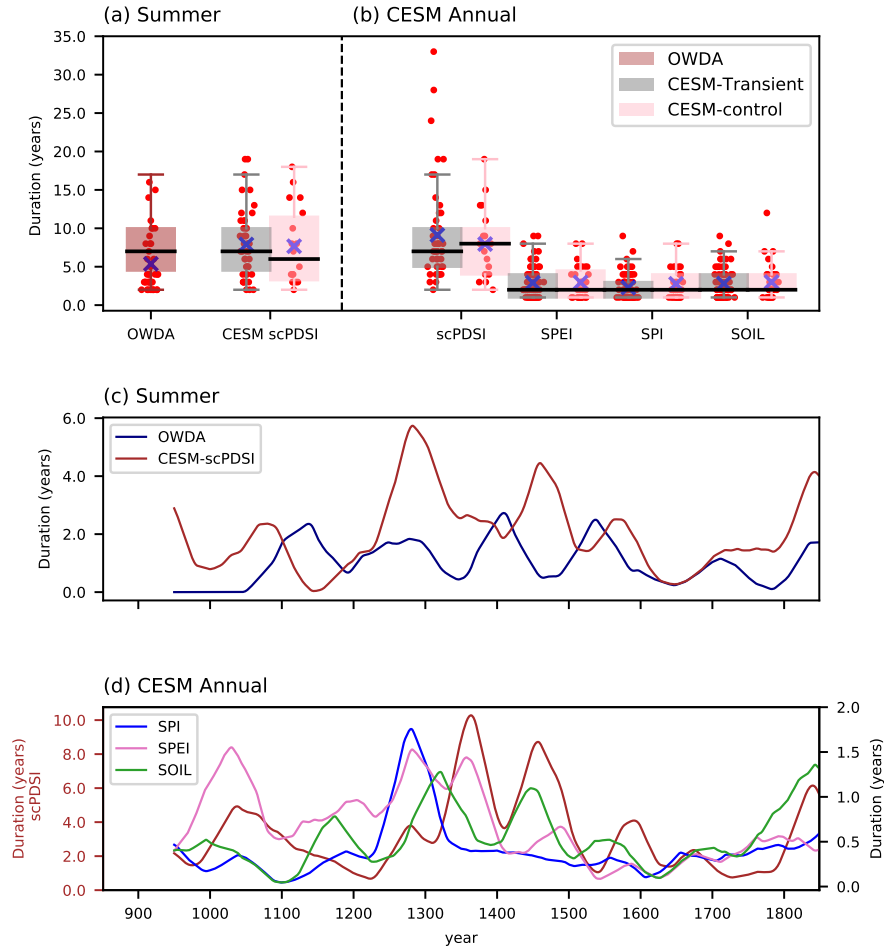 (a) Summer
(b) CESM Annual
35.0
30.0
25.0
20.0
15.0
10.0
5.0
0.0
Duration (years)
OWDA
CESM-Transient
CESM-control
OWDA
CESM scPDSI
scPDSI
SPEI
SPI
SOIL
(c) Summer
6.0
4.0
2.0
0.0
Duration (years)
OWDA
CESM-scPDSI
(d) CESM Annual
10.0
8.0
6.0
4.0
2.0
0.0
Duration (years)
scPDSI
SPI
SPEI
SOIL
2.0
1.5
1.0
0.5
0.0
Duration (years)
900
1000
1100
1200
1300
1400
1500
1600
1700
1800
year